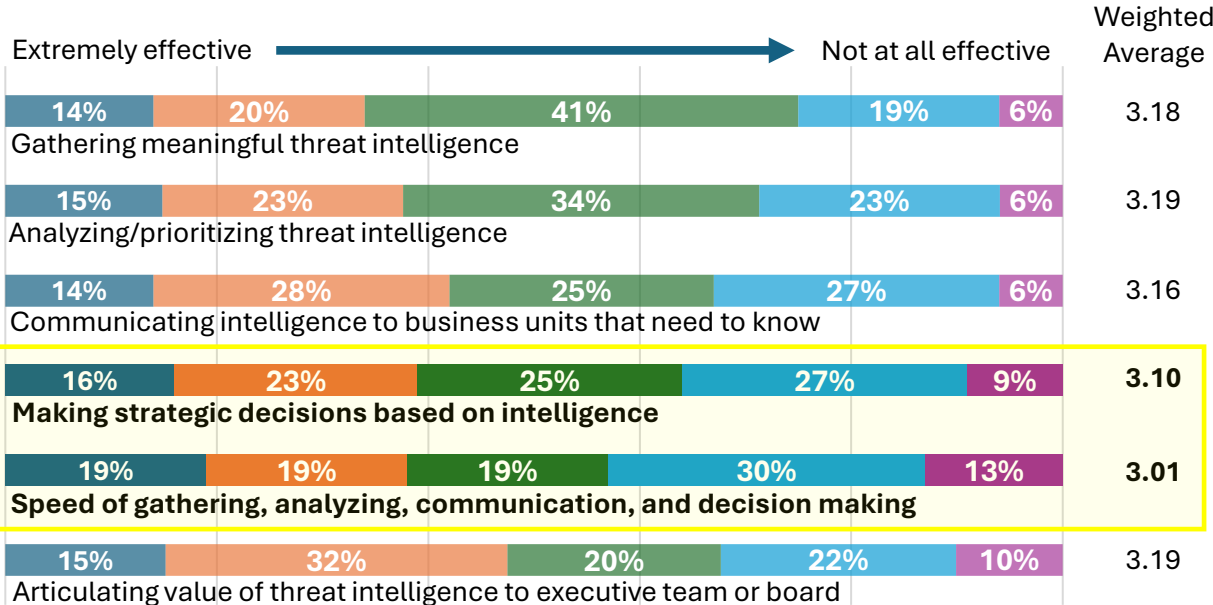 Weighted
Extremely effective Not at all effective Average
14% 20% 41% 19% 6% 3.18
Gathering meaningful threat intelligence
15% 23% 34% 23% 6% 3.19
Analyzing/prioritizing threat intelligence
14% 28% 25% 27% 6% 3.16
Communicating intelligence to business units that need to know
16% 23% 25% 27% 9% 3.10
Making strategic decisions based on intelligence
19% 19% 19% 30% 13% 3.01
Speed of gathering, analyzing, communication, and decision making
15% 32% 20% 22% 10% 3.19
Articulating value of threat intelligence to executive team or board